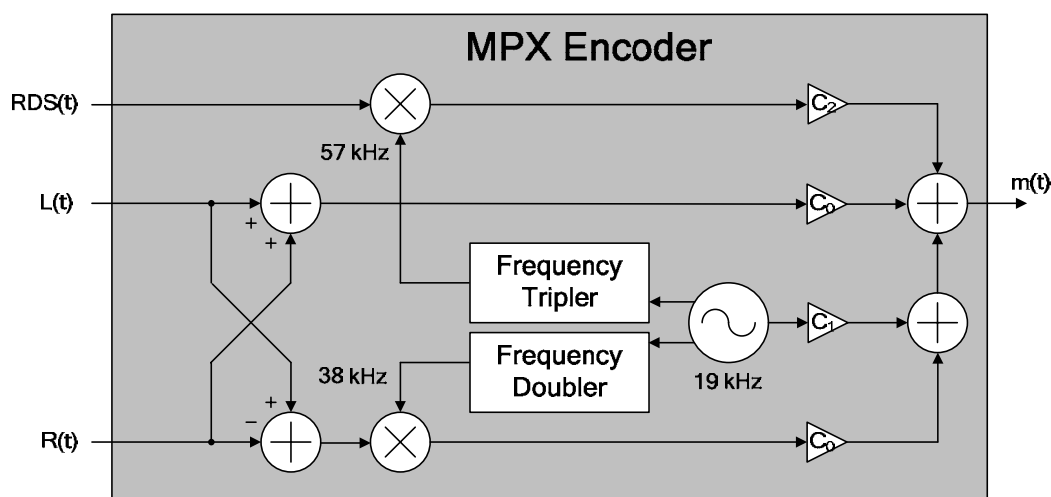 MPX Encoder
RDS(t)
C₂
57 kHz
L(t)
+
+
C₀
m(t)
Frequency
Tripler
C₁
19 kHz
Frequency
Doubler
38 kHz
+
−
R(t)
C₀